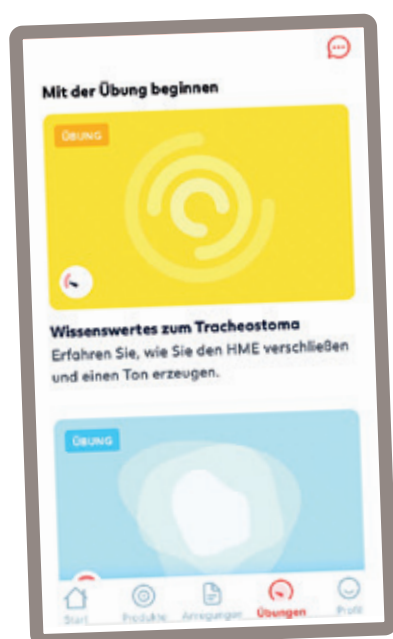 Mit der Übung beginnen
ÜBUNG
Wissenswertes zum Tracheostoma
Erfahren Sie, wie Sie den HME verschließen
und einen Ton erzeugen.
ÜBUNG
Start Produkte Anregungen Übungen Profil